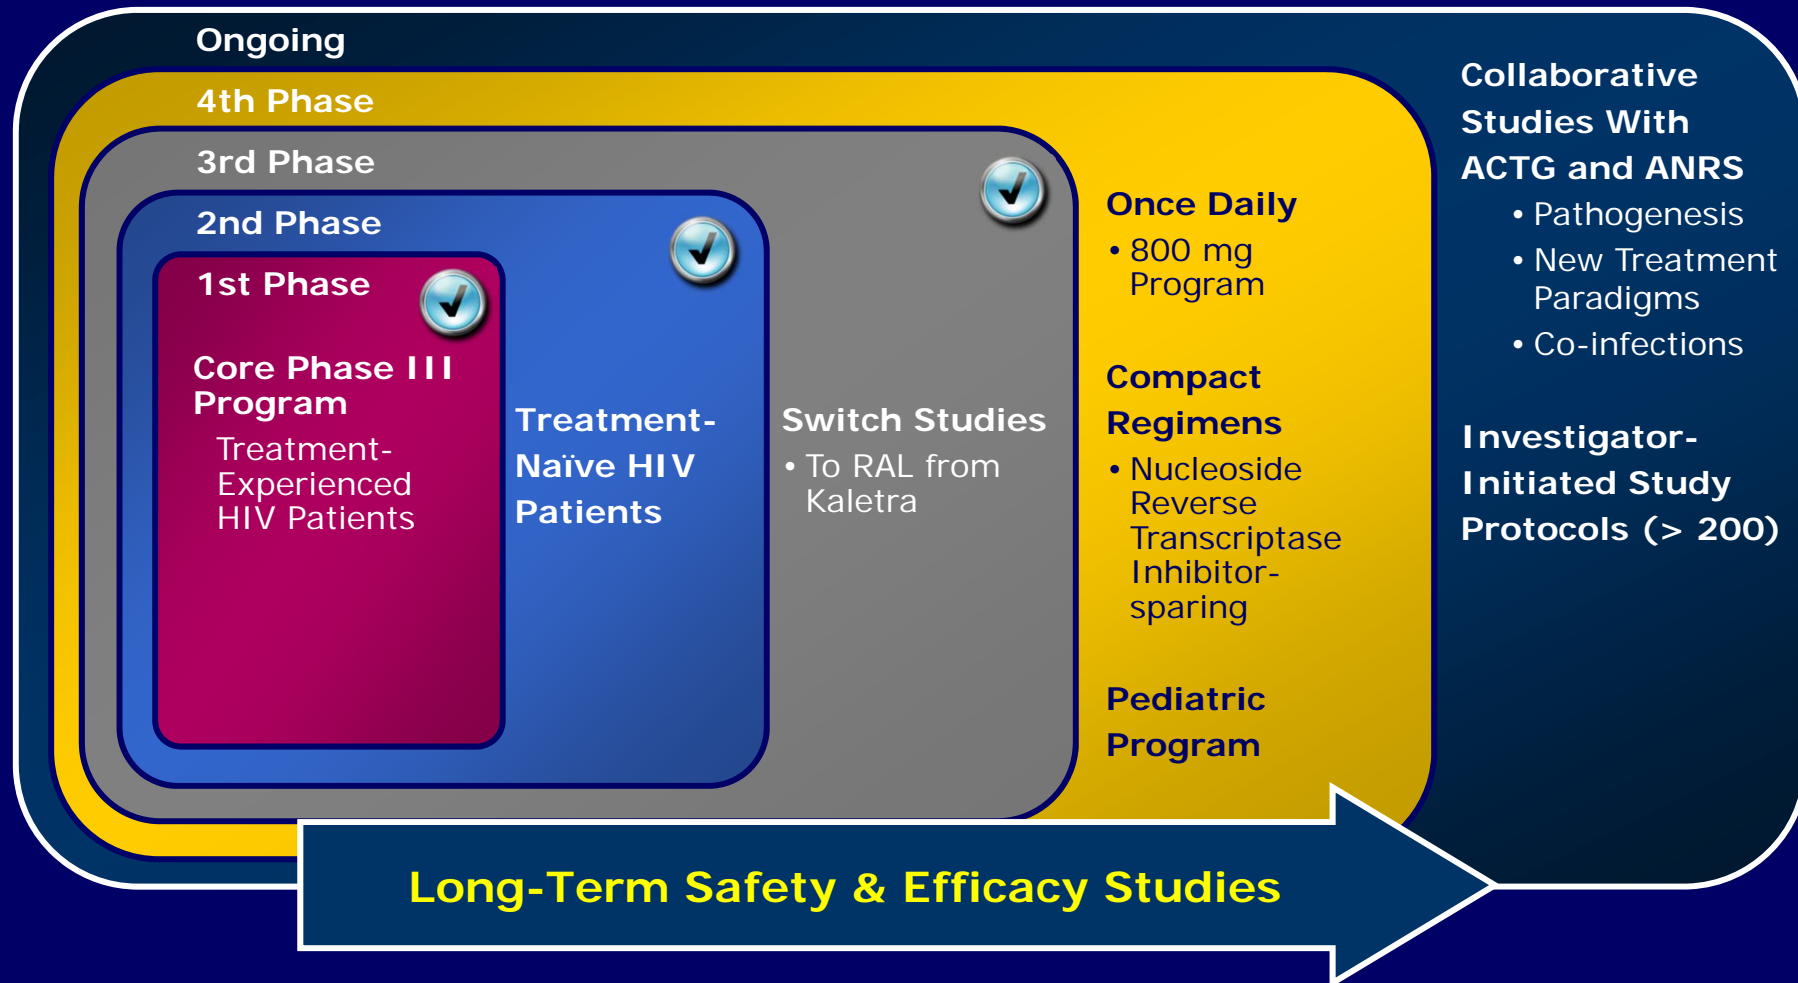 Ongoing
4th Phase
3rd Phase
2nd Phase
1st Phase
Core Phase III
Program
Treatment-
Experienced
HIV Patients
Treatment-
Naïve HIV
Patients
Switch Studies
• To RAL from
Kaletra
Once Daily
• 800 mg
Program
Compact
Regimens
• Nucleoside
Reverse
Transcriptase
Inhibitor-
sparing
Pediatric
Program
Collaborative
Studies With
ACTG and ANRS
• Pathogenesis
• New Treatment
Paradigms
• Co-infections
Investigator-
Initiated Study
Protocols (> 200)
Long-Term Safety & Efficacy Studies